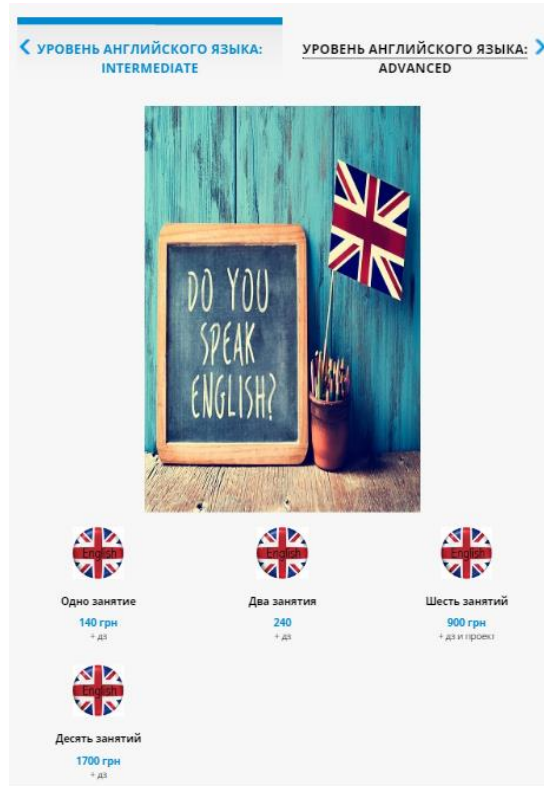 УРОВЕНЬ АНГЛИЙСКОГО ЯЗЫКА:
INTERMEDIATE
УРОВЕНЬ АНГЛИЙСКОГО ЯЗЫКА:
ADVANCED
DO YOU
SPEAK
ENGLISH?
English
English
English
Одно занятие
Два занятия
Шесть занятий
140 грн
240
900 грн
+ дз
+ дз
+ дз и проект
English
Десять занятий
1700 грн
+ дз